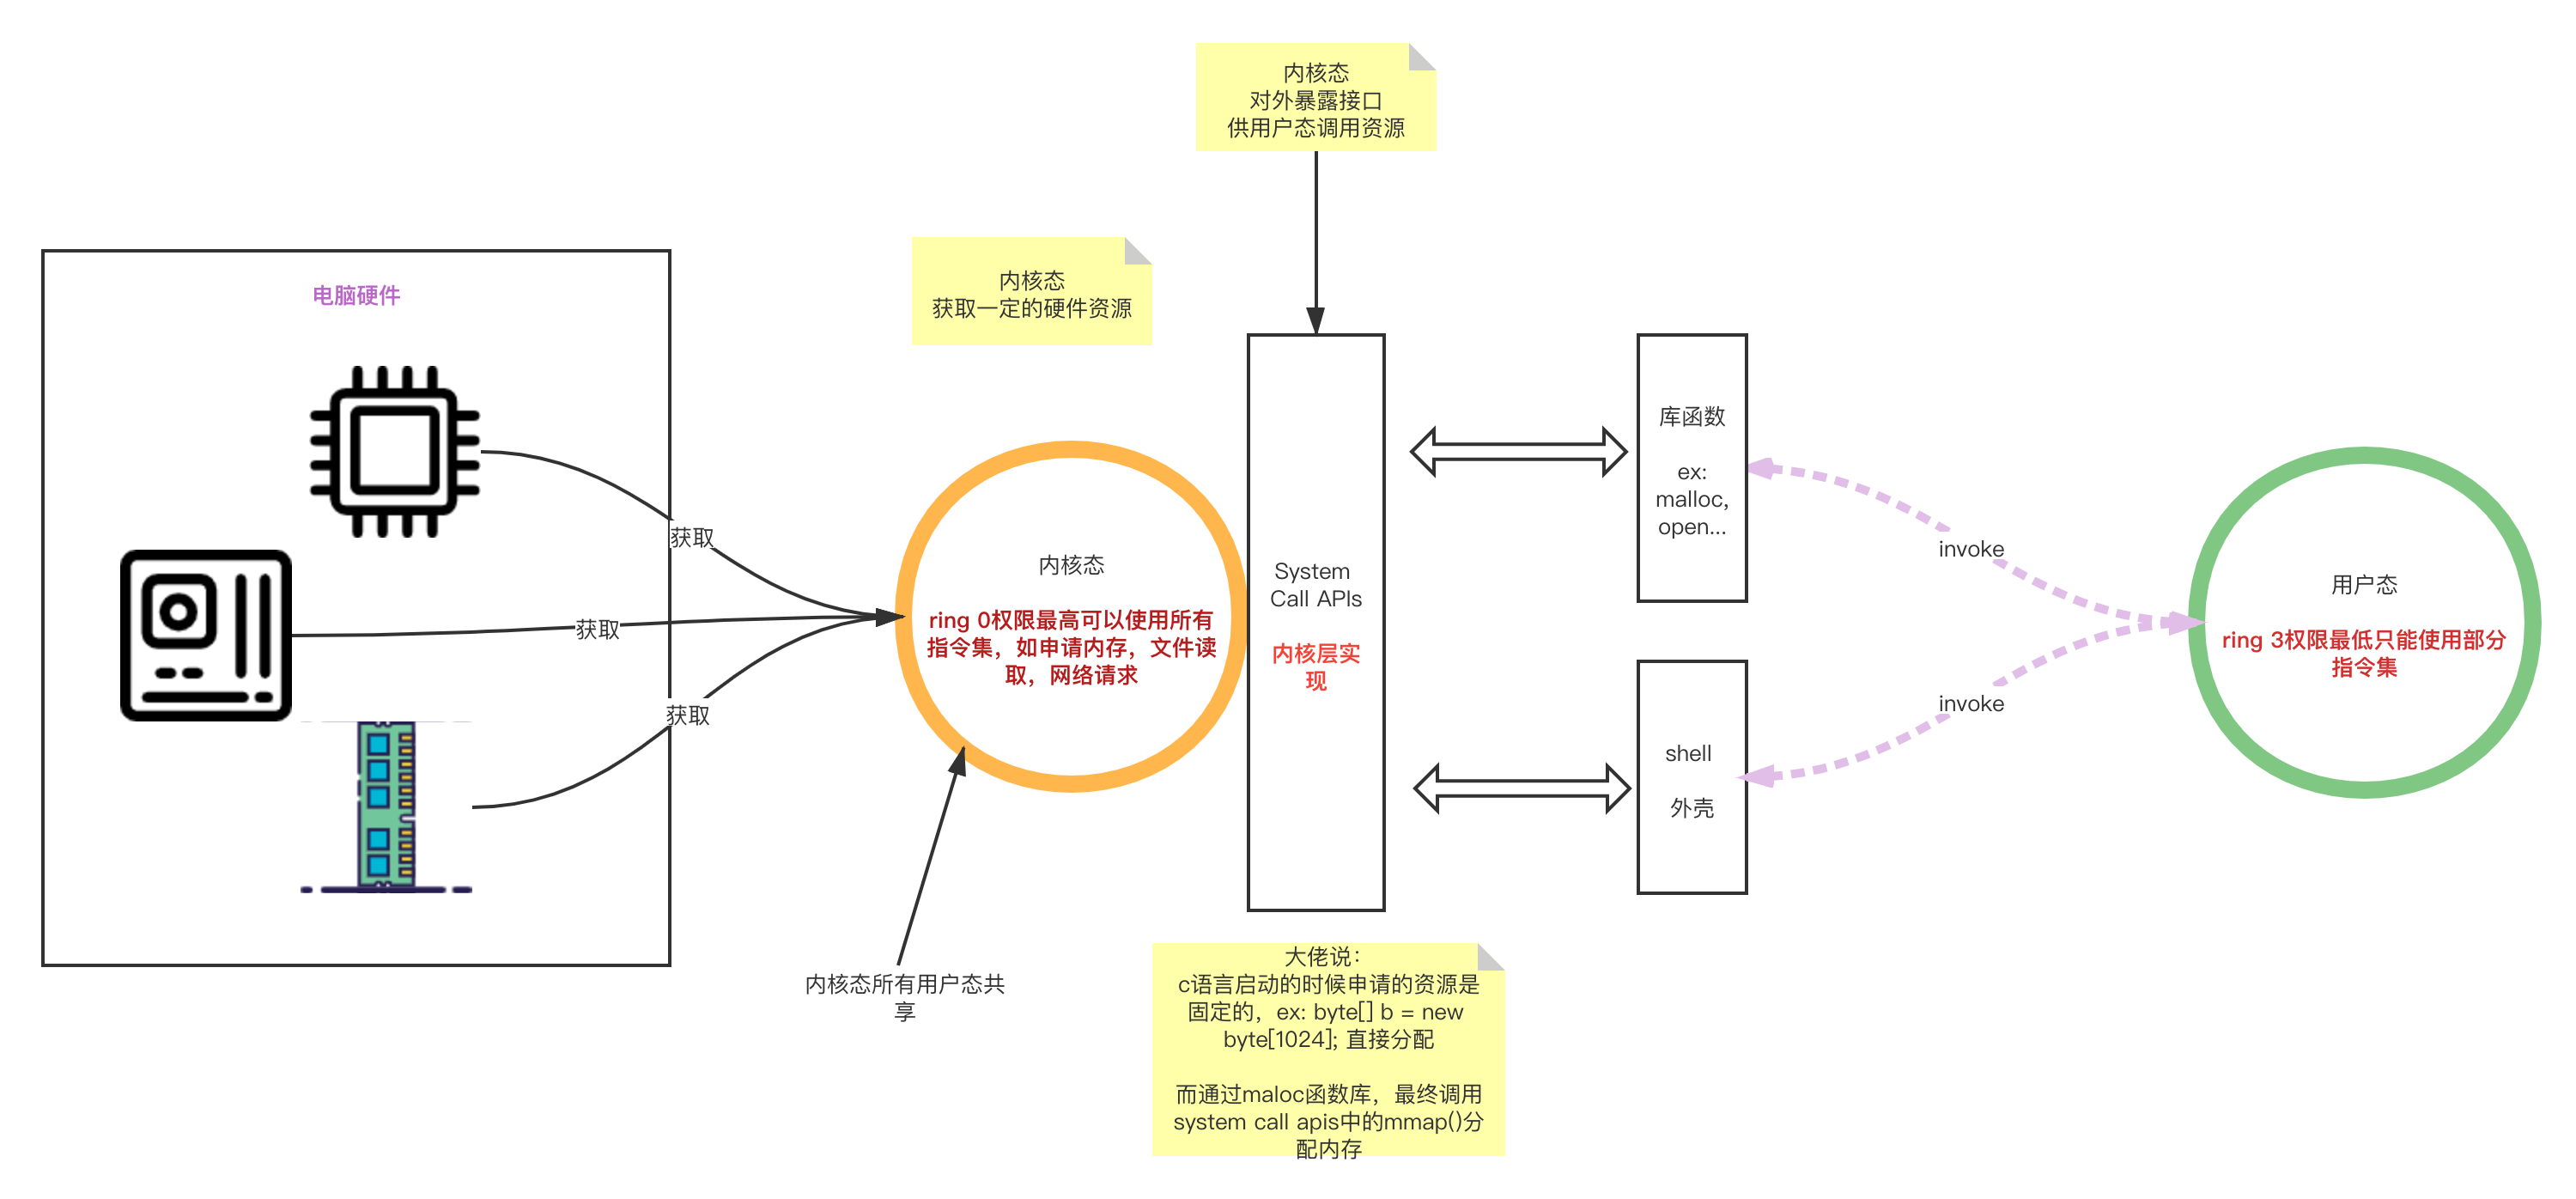 内核态
对外暴露接口
供用户态调用资源
内核态
获取一定的硬件资源
电脑硬件
获取
获取
获取
内核态
ring 0权限最高可以使用所有
指令集，如申请内存，文件读
取，网络请求
内核态所有用户态共
享
System
Call APIs
内核层实
现
库函数
ex:
malloc,
open...
shell
外壳
invoke
invoke
用户态
ring 3权限最低只能使用部分
指令集
大佬说：
c语言启动的时候申请的资源是
固定的，ex: byte[] b = new
byte[1024]; 直接分配
而通过maloc函数库，最终调用
system call apis中的mmap()分
配内存